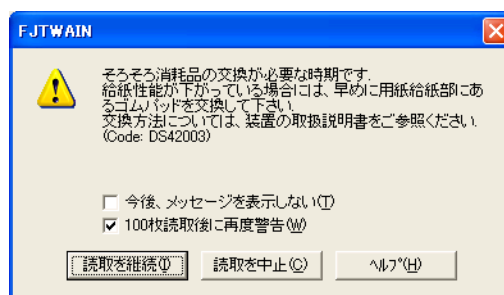 FJTWAIN
そろそろ消耗品の交換が必要な時期です.
給紙性能が下がっている場合には、早めに用紙給紙部にあ
るゴムパッドを交換して下さい.
交換方法については、装置の取扱説明書をご参照ください.
(Code: DS42003)
今後、メッセージを表示しない(T)
100枚読取後に再度警告(W)
読取を継続(I) 読取を中止(C) ヘルプ(H)